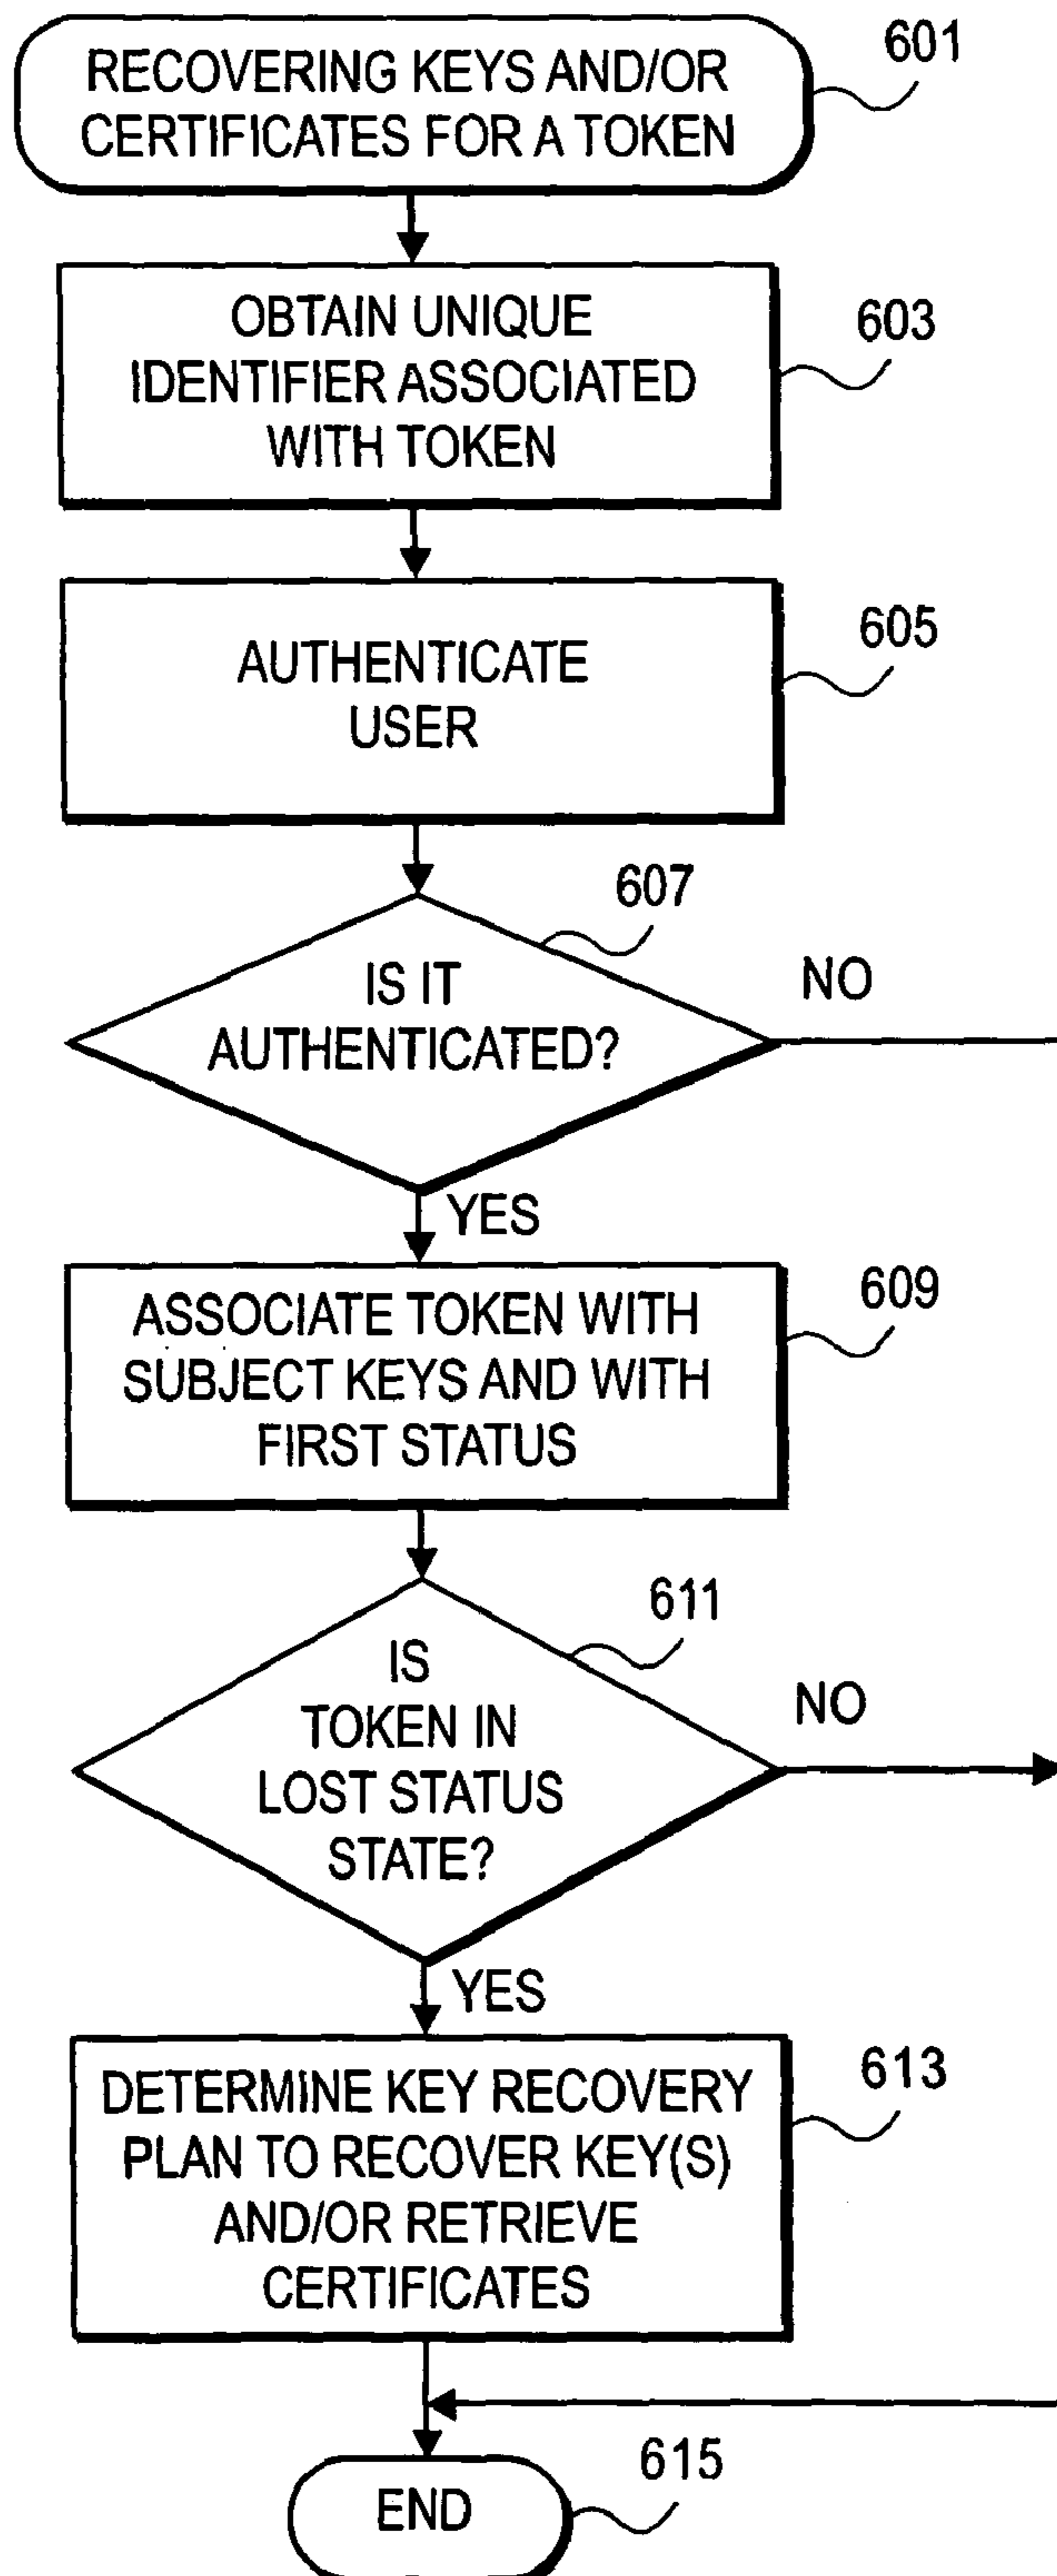 RECOVERING KEYS AND/OR
CERTIFICATES FOR A TOKEN
601
OBTAIN UNIQUE
IDENTIFIER ASSOCIATED
WITH TOKEN
603
AUTHENTICATE
USER
605
607
IS IT
AUTHENTICATED?
NO
YES
ASSOCIATE TOKEN WITH
SUBJECT KEYS AND WITH
FIRST STATUS
609
611
IS
TOKEN IN
LOST STATUS
STATE?
NO
YES
DETERMINE KEY RECOVERY
PLAN TO RECOVER KEY(S)
AND/OR RETRIEVE
CERTIFICATES
613
END
615